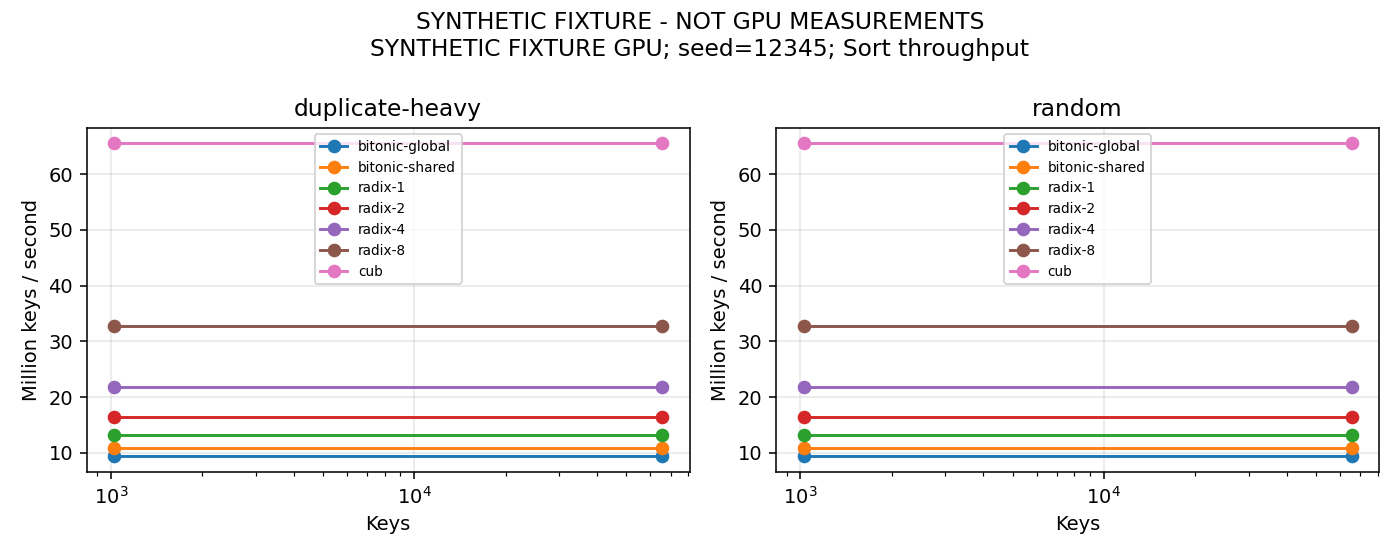 SYNTHETIC FIXTURE - NOT GPU MEASUREMENTS
SYNTHETIC FIXTURE GPU; seed=12345; Sort throughput
duplicate-heavy
Million keys / second
60
50
40
30
20
10
bitonic-global
bitonic-shared
radix-1
radix-2
radix-4
radix-8
cub
10³
10⁴
Keys
random
Million keys / second
60
50
40
30
20
10
bitonic-global
bitonic-shared
radix-1
radix-2
radix-4
radix-8
cub
10³
10⁴
Keys